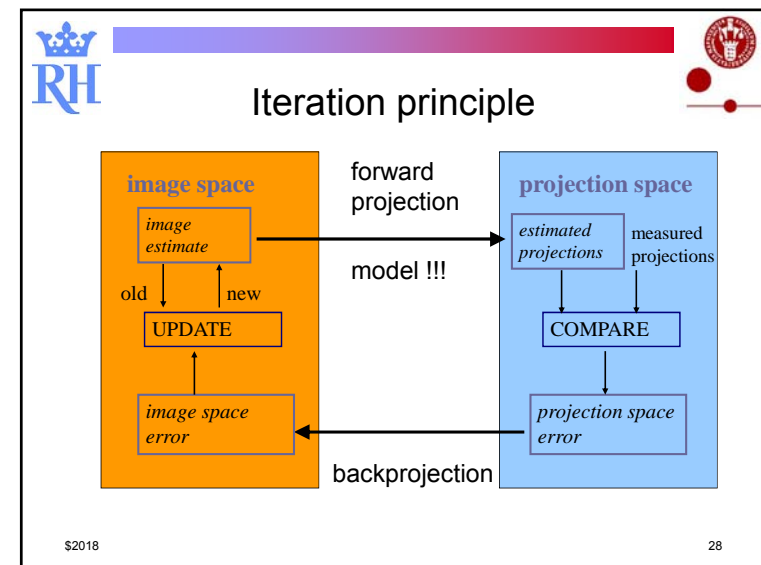 RH
Iteration principle
image space
image
estimate
old
new
UPDATE
image space
error
forward
projection
model !!!
backprojection
projection space
estimated
projections
measured
projections
COMPARE
projection space
error
$2018
28